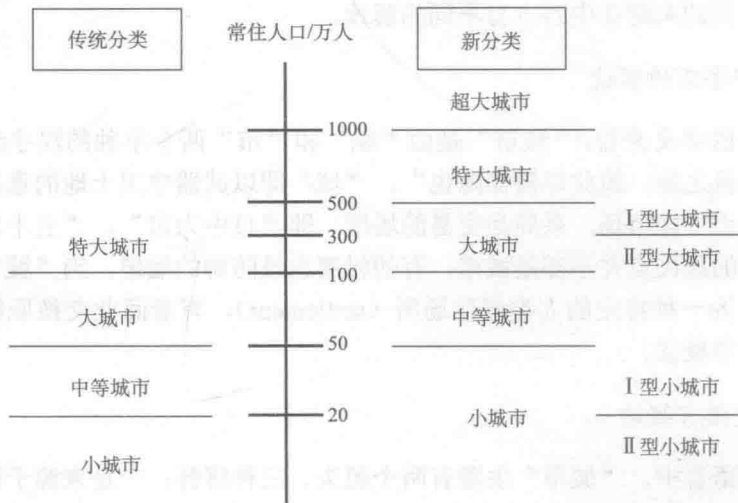 传统分类
常住人口/万人
新分类
超大城市
1000
特大城市
500
Ⅰ型大城市
300
特大城市
大城市
Ⅱ型大城市
100
大城市
中等城市
50
中等城市
Ⅰ型小城市
20
小城市
小城市
Ⅱ型小城市